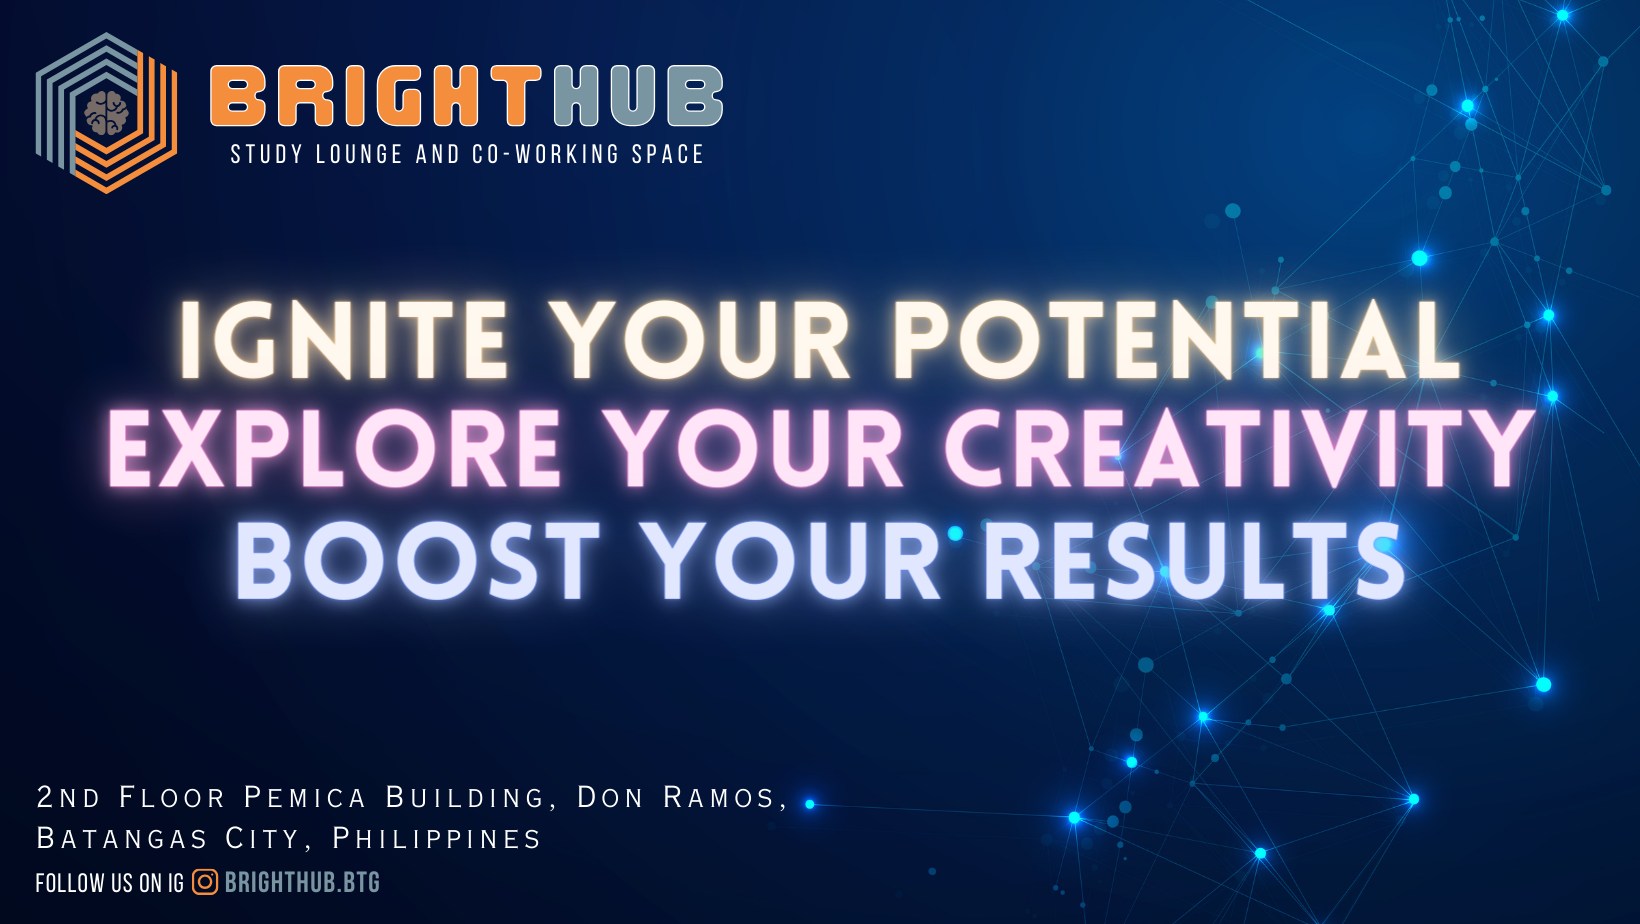 BRIGHTHUB
STUDY LOUNGE AND CO-WORKING SPACE
IGNITE YOUR POTENTIAL
EXPLORE YOUR CREATIVITY
BOOST YOUR RESULTS
2ND FLOOR PEMICA BUILDING, DON RAMOS,
BATANGAS CITY, PHILIPPINES
FOLLOW US ON IG BRIGHTHUB.BTG